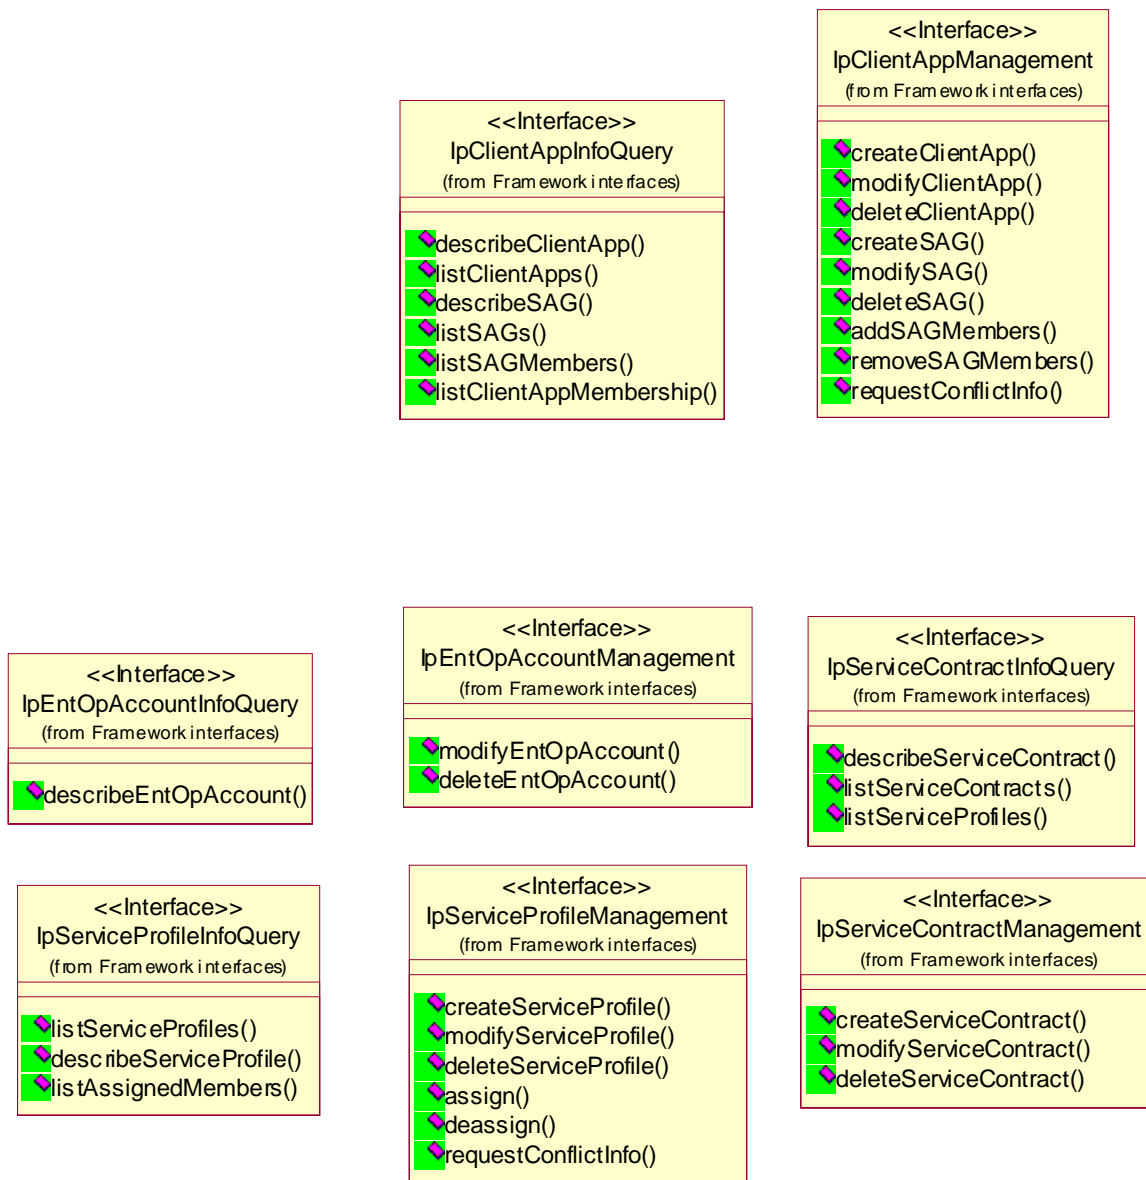 <<Interface>>
IpClientAppManagement
(from Framework interfaces)
createClientApp()
modifyClientApp()
deleteClientApp()
createSAG()
modifySAG()
deleteSAG()
addSAGMembers()
removeSAGMembers()
requestConflictInfo()
<<Interface>>
IpClientAppInfoQuery
(from Framework interfaces)
describeClientApp()
listClientApps()
describeSAG()
listSAGs()
listSAGMembers()
listClientAppMembership()
<<Interface>>
IpEntOpAccountInfoQuery
(from Framework interfaces)
describeEntOpAccount()
<<Interface>>
IpEntOpAccountManagement
(from Framework interfaces)
modifyEntOpAccount()
deleteEntOpAccount()
<<Interface>>
IpServiceContractInfoQuery
(from Framework interfaces)
describeServiceContract()
listServiceContracts()
listServiceProfiles()
<<Interface>>
IpServiceProfileInfoQuery
(from Framework interfaces)
listServiceProfiles()
describeServiceProfile()
listAssignedMembers()
<<Interface>>
IpServiceProfileManagement
(from Framework interfaces)
createServiceProfile()
modifyServiceProfile()
deleteServiceProfile()
assign()
deassign()
requestConflictInfo()
<<Interface>>
IpServiceContractManagement
(from Framework interfaces)
createServiceContract()
modifyServiceContract()
deleteServiceContract()